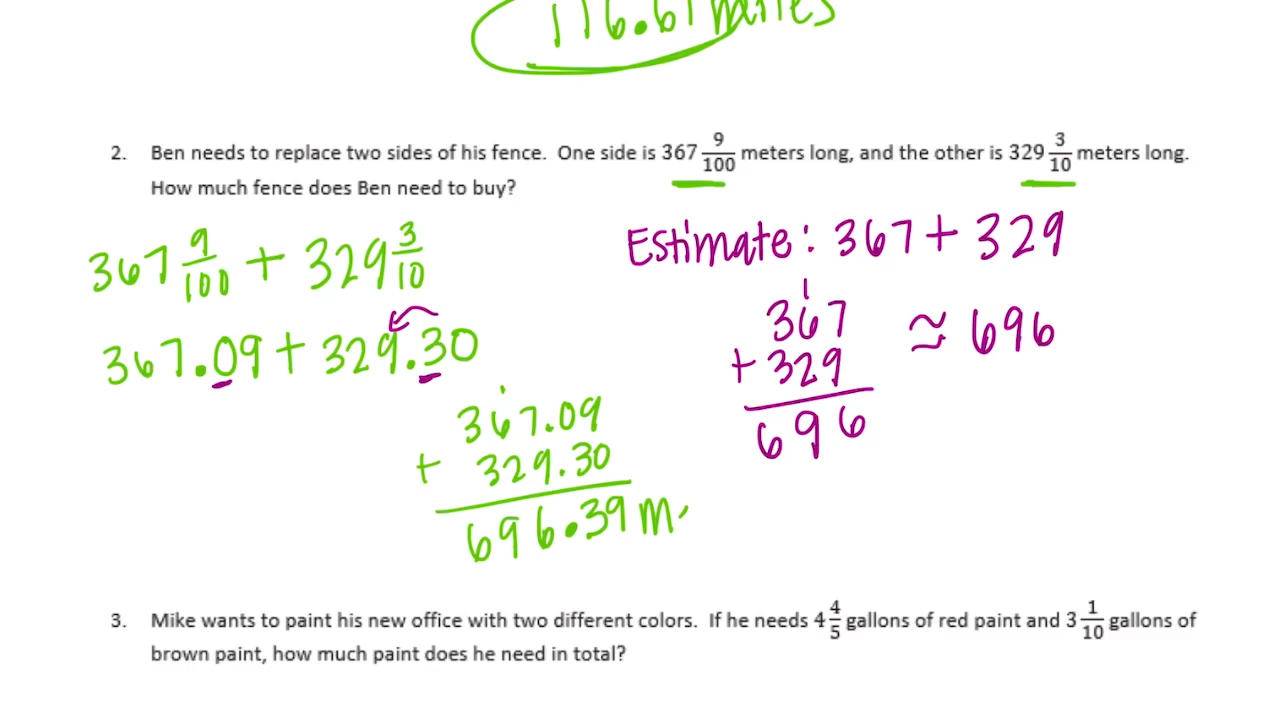 116.61 miles
2. Ben needs to replace two sides of his fence. One side is 367 9/100 meters long, and the other is 329 3/10 meters long.
How much fence does Ben need to buy?
367 9/100 + 329 3/10
Estimate: 367 + 329
367.09 + 329.30
1
367
+ 329
696
≈ 696
1
367.09
+ 329.30
696.39 m.
3. Mike wants to paint his new office with two different colors. If he needs 4 4/5 gallons of red paint and 3 1/10 gallons of
brown paint, how much paint does he need in total?